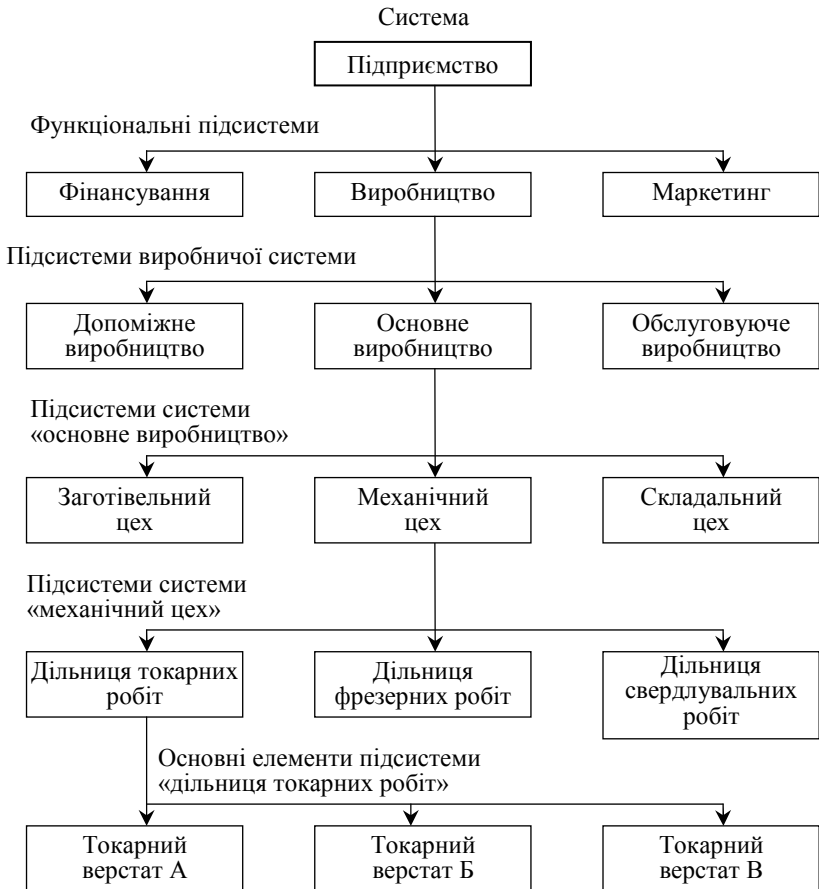 Система
Підприємство
Функціональні підсистеми
Фінансування
Виробництво
Маркетинг
Підсистеми виробничої системи
Допоміжне
виробництво
Основне
виробництво
Обслуговуюче
виробництво
Підсистеми системи
«основне виробництво»
Заготівельний
цех
Механічний
цех
Складальний
цех
Підсистеми системи
«механічний цех»
Дільниця токарних
робіт
Дільниця
фрезерних робіт
Дільниця
свердлувальних
робіт
Основні елементи підсистеми
«дільниця токарних робіт»
Токарний
верстат А
Токарний
верстат Б
Токарний
верстат В